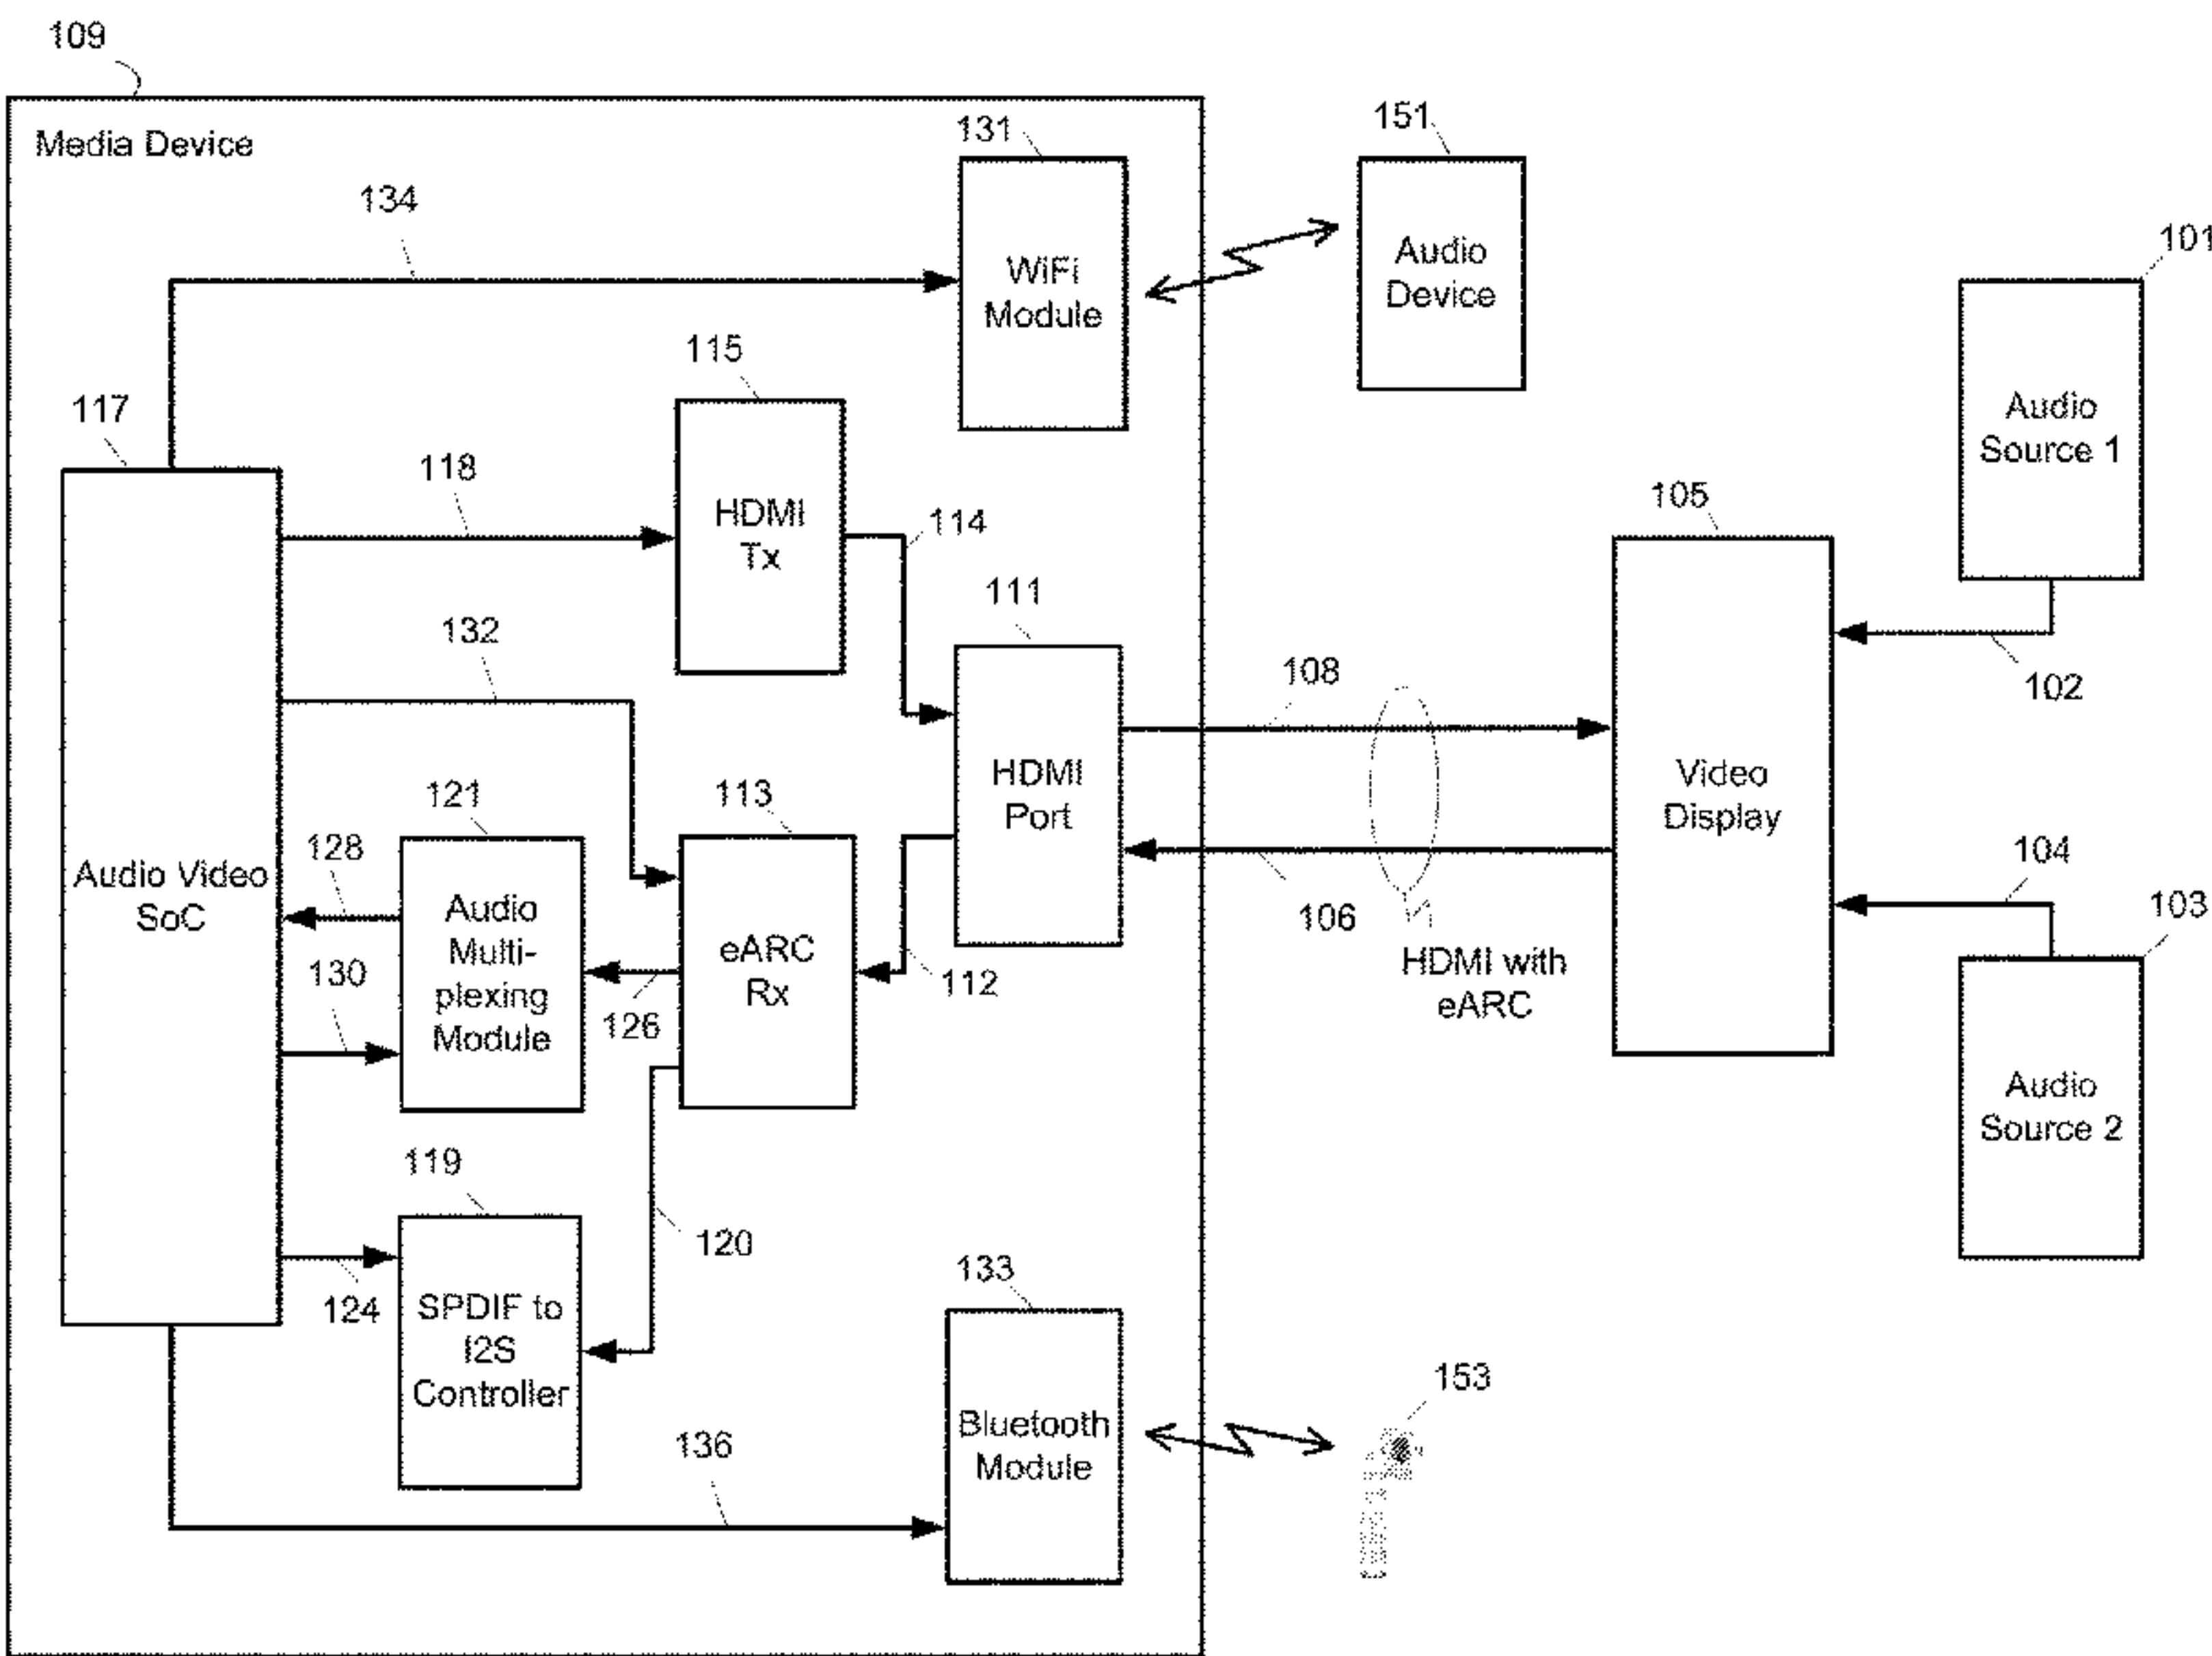 109
Media Device
131
151
134
WiFi
Module
Audio
Device
101
115
117
Audio
Source 1
118
HDMI
Tx
114
105
132
111
108
102
121
113
HDMI
Port
Video
Display
128
Audio Video
SoC
Audio
Multi-
plexing
Module
eARC
Rx
104
106
103
130
126
112
HDMI with
eARC
Audio
Source 2
119
120
133
124
SPDIF to
I2S
Controller
153
136
Bluetooth
Module